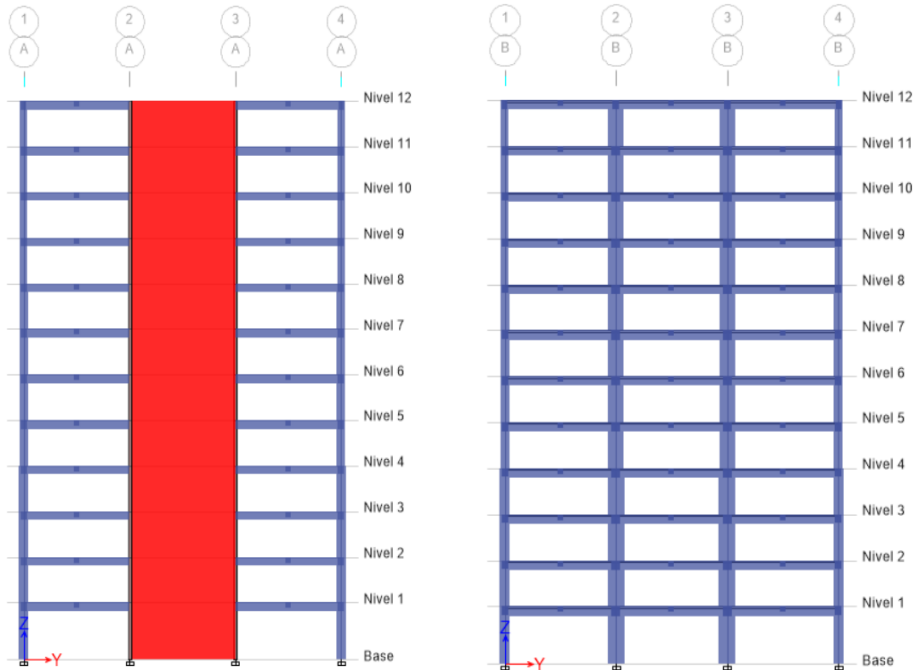 1 2 3 4
A A A A
Nivel 12
Nivel 11
Nivel 10
Nivel 9
Nivel 8
Nivel 7
Nivel 6
Nivel 5
Nivel 4
Nivel 3
Nivel 2
Nivel 1
Z
Y
Base
1 2 3 4
B B B B
Nivel 12
Nivel 11
Nivel 10
Nivel 9
Nivel 8
Nivel 7
Nivel 6
Nivel 5
Nivel 4
Nivel 3
Nivel 2
Nivel 1
Z
Y
Base